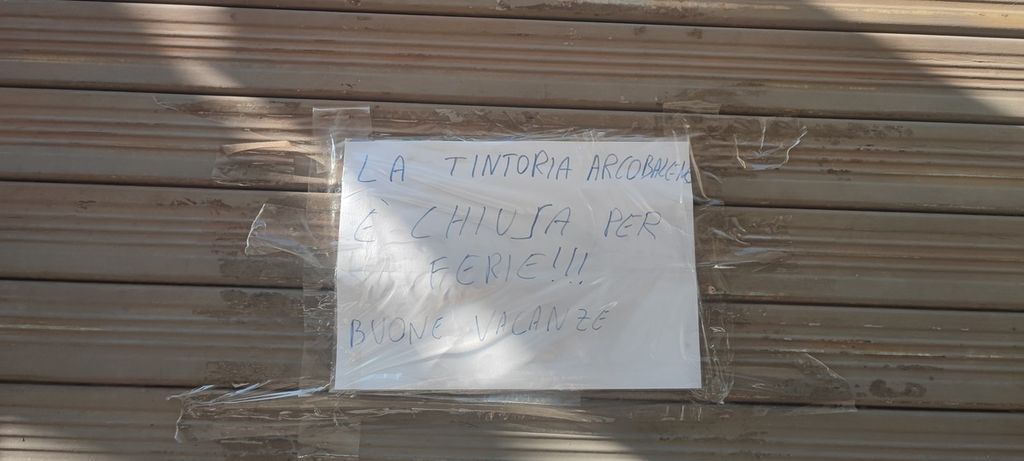 LA TINTORIA ARCOBALENO
È CHIUSA PER
FERIE!!!
BUONE VACANZE